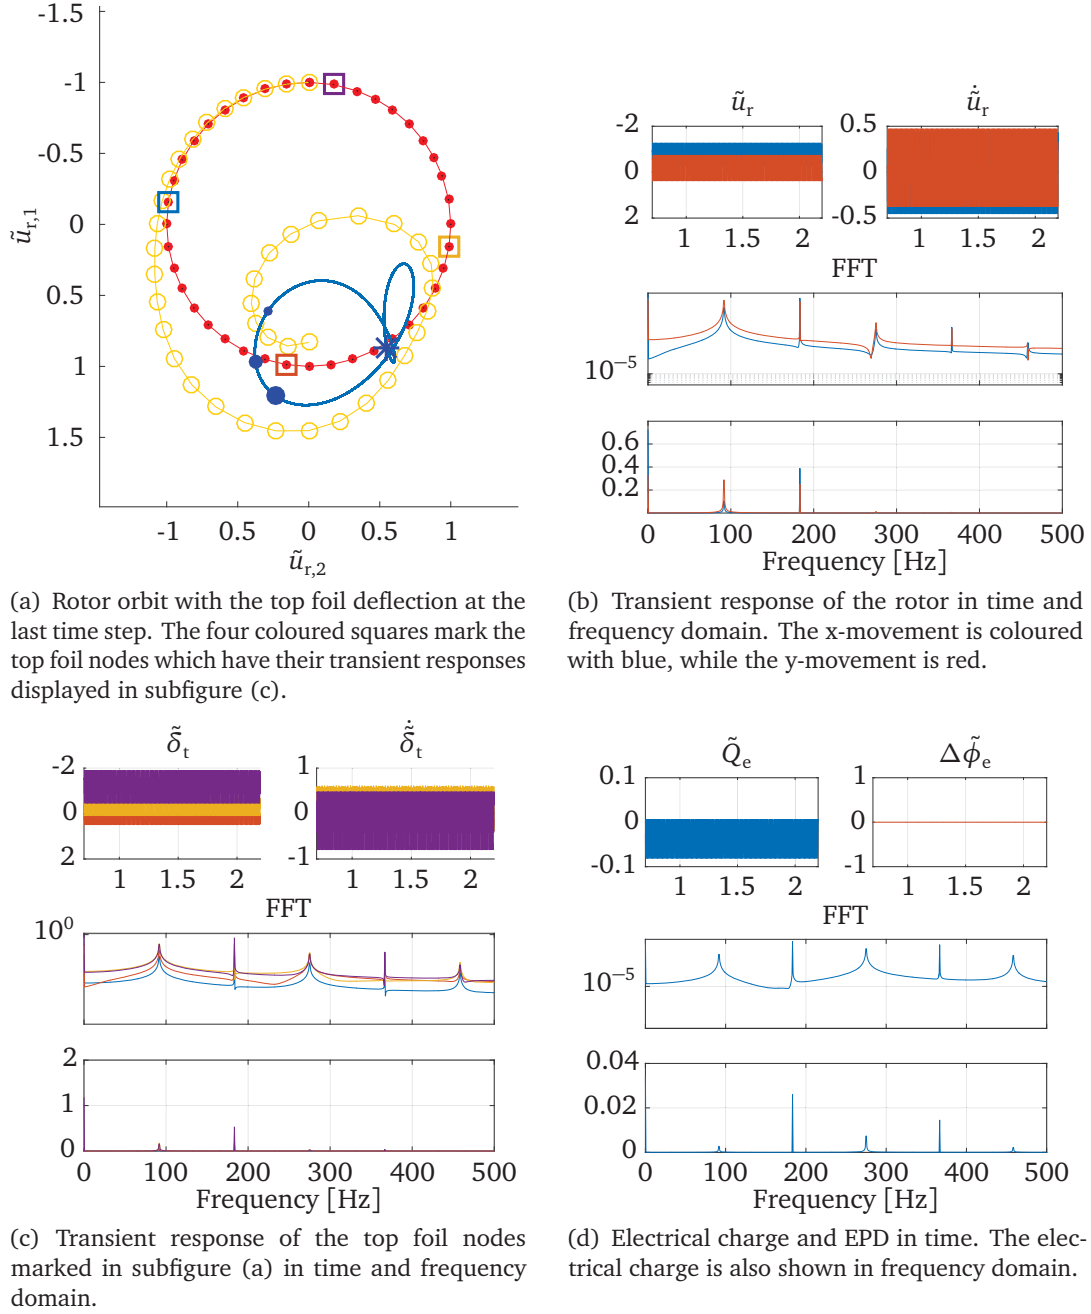 -1.5
-1
-0.5
0
0.5
1
1.5
ũr,1
-1 -0.5 0 0.5 1
ũr,2
(a) Rotor orbit with the top foil deflection at the
last time step. The four coloured squares mark the
top foil nodes which have their transient responses
displayed in subfigure (c).
ũr
-2
0
2
1 1.5 2
ũ̇r
0.5
0
-0.5
1 1.5 2
FFT
10⁻⁵
0.6
0.4
0.2
0 100 200 300 400 500
Frequency [Hz]
(b) Transient response of the rotor in time and
frequency domain. The x-movement is coloured
with blue, while the y-movement is red.
δ̃t
-2
0
2
1 1.5 2
δ̃̇t
1
0
-1
1 1.5 2
FFT
10⁰
2
1
0
0 100 200 300 400 500
Frequency [Hz]
(c) Transient response of the top foil nodes
marked in subfigure (a) in time and frequency
domain.
Q̃e
0.1
0
-0.1
1 1.5 2
Δϕ̃e
1
0
-1
1 1.5 2
FFT
10⁻⁵
0.04
0.02
0
0 100 200 300 400 500
Frequency [Hz]
(d) Electrical charge and EPD in time. The elec-
trical charge is also shown in frequency domain.